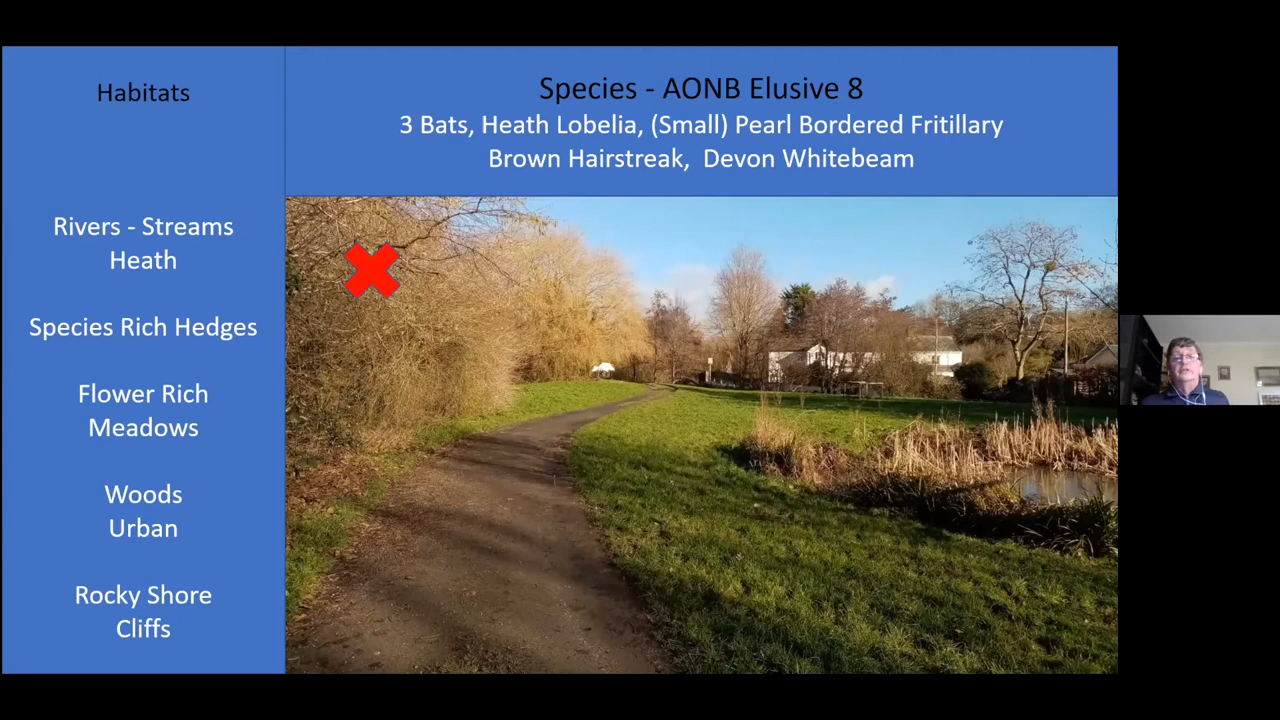 Habitats
Rivers - Streams
Heath
Species Rich Hedges
Flower Rich
Meadows
Woods
Urban
Rocky Shore
Cliffs
Species - AONB Elusive 8
3 Bats, Heath Lobelia, (Small) Pearl Bordered Fritillary
Brown Hairstreak, Devon Whitebeam